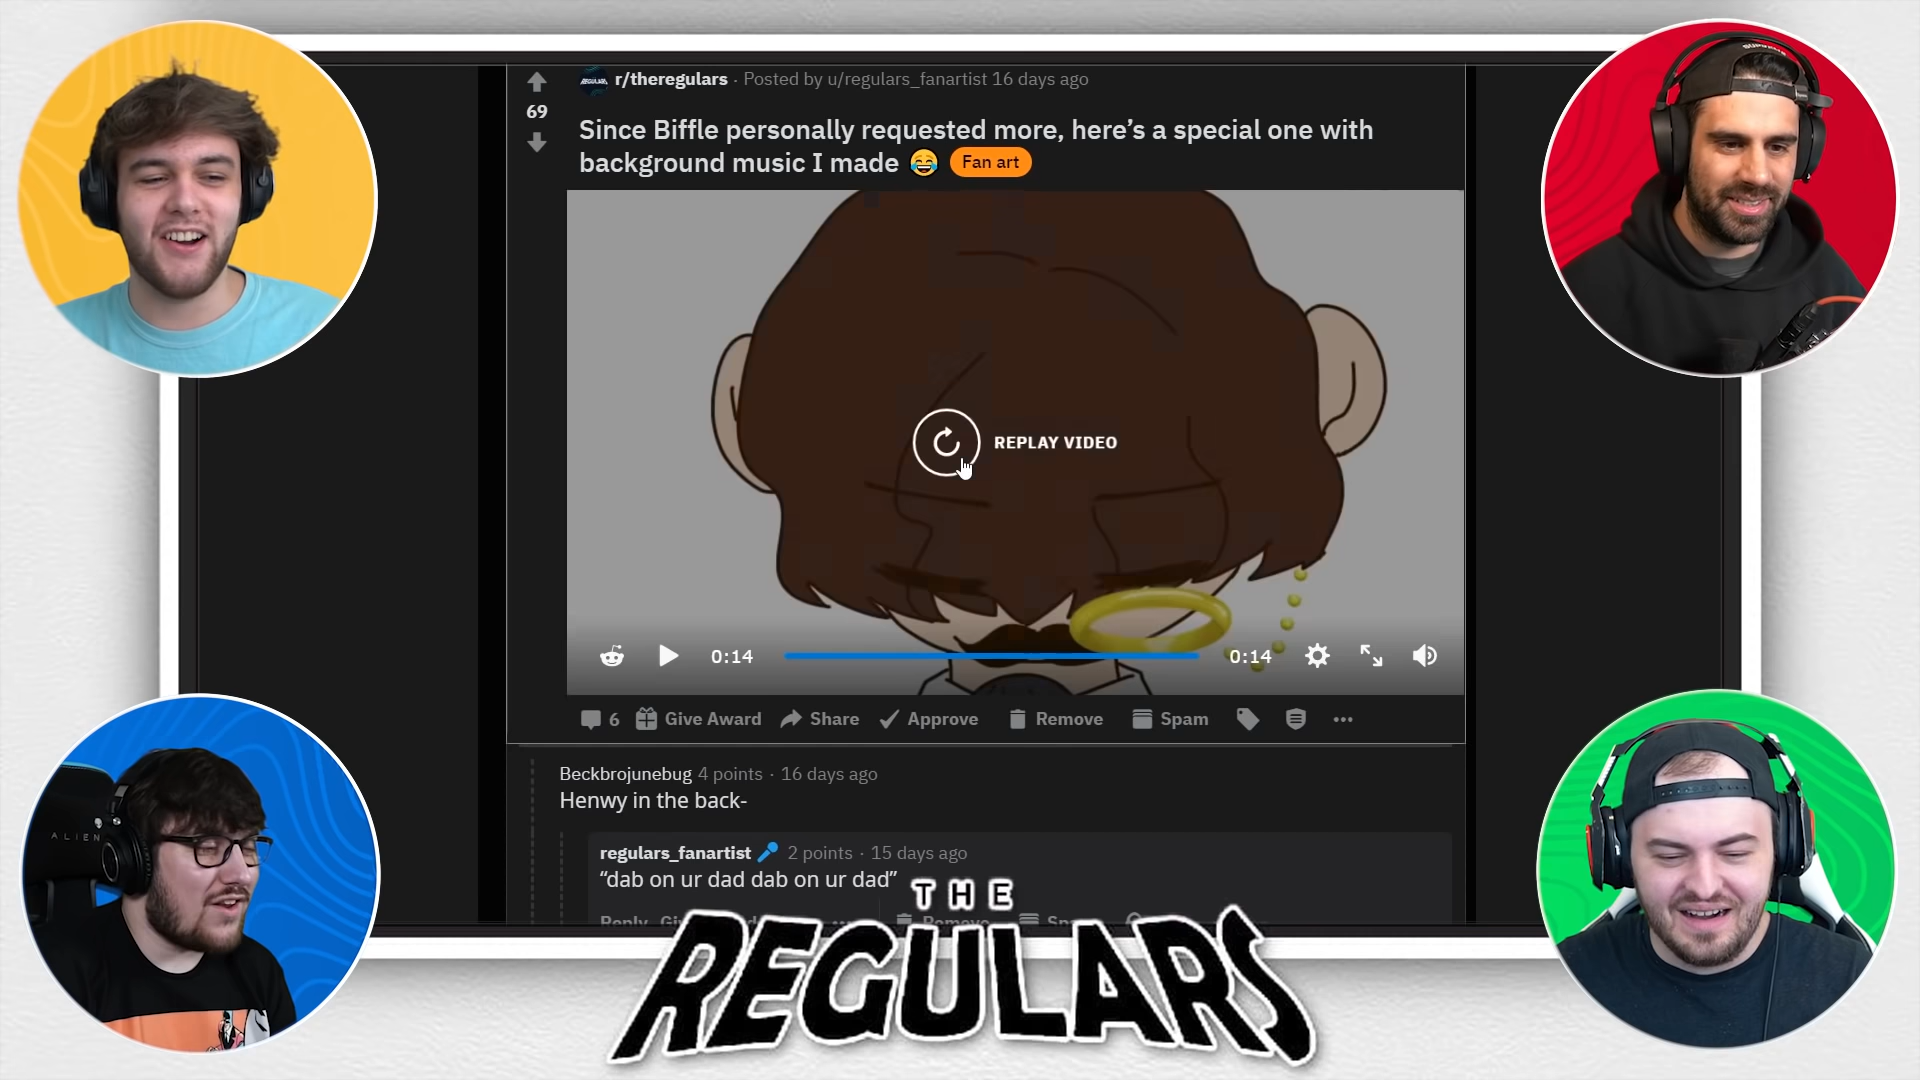 r/theregulars · Posted by u/regulars_fanartist 16 days ago
69
Since Biffle personally requested more, here’s a special one with
background music I made 😂 Fan art
REPLAY VIDEO
0:14
0:14
6 Give Award Share Approve Remove Spam
Beckbrojunebug 4 points · 16 days ago
Henwy in the back-
regulars_fanartist 2 points · 15 days ago
“dab on ur dad dab on ur dad”
Reply
Remove
THE
REGULARS
ALIEN